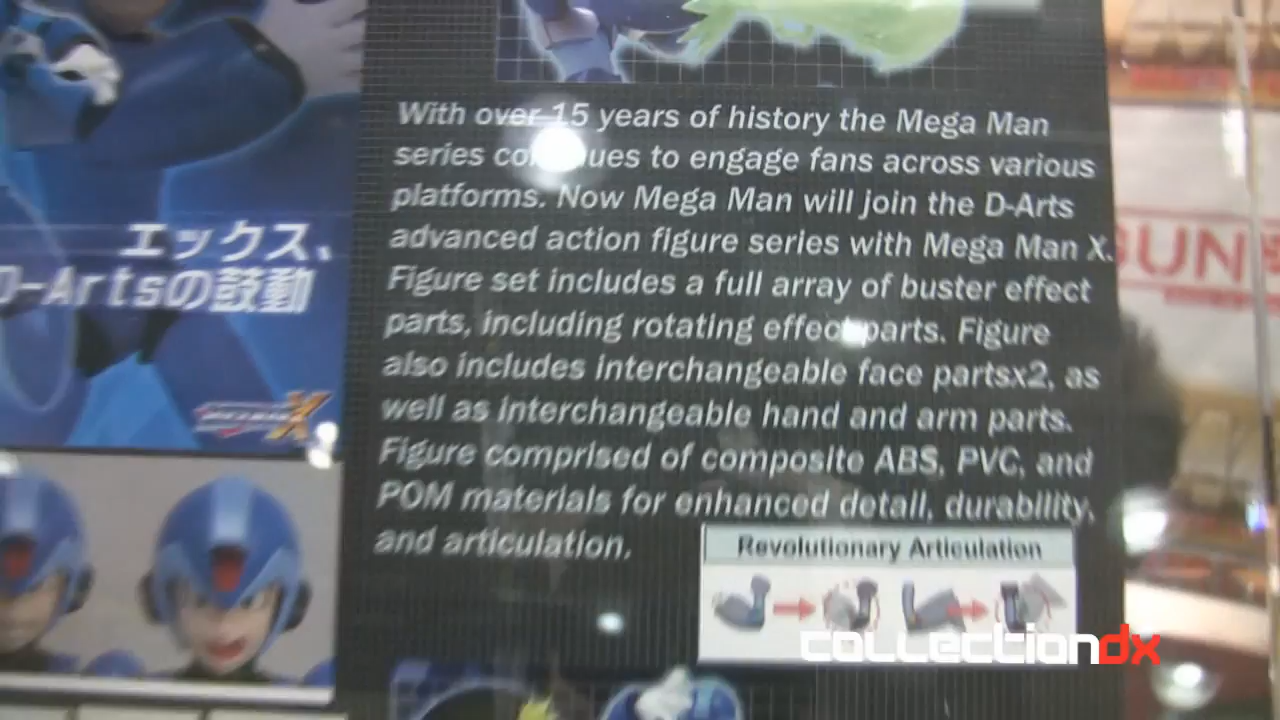 エックス、
D-Artsの鼓動
With over 15 years of history the Mega Man
series continues to engage fans across various
platforms. Now Mega Man will join the D-Arts
advanced action figure series with Mega Man X.
Figure set includes a full array of buster effect
parts, including rotating effect parts. Figure
also includes interchangeable face partsx2, as
well as interchangeable hand and arm parts.
Figure comprised of composite ABS, PVC, and
POM materials for enhanced detail, durability,
and articulation.
Revolutionary Articulation
collectiondx